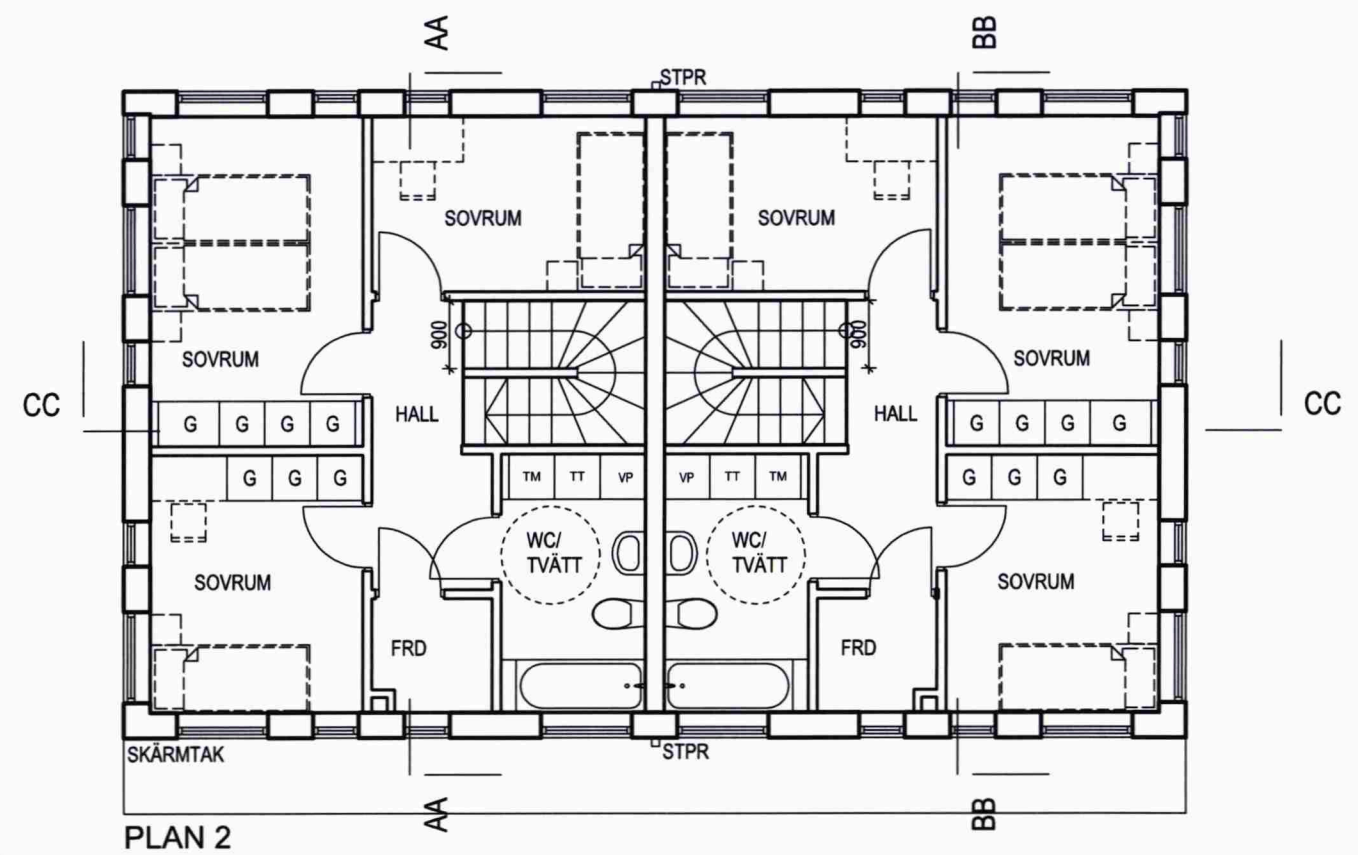 AA
BB
STPR
SOVRUM
SOVRUM
900
900
SOVRUM
SOVRUM
CC
CC
HALL
HALL
G G G G
G G G G
G G G
TM TT VP
VP TT TM
G G G
WC/
TVÄTT
WC/
TVÄTT
SOVRUM
SOVRUM
FRD
FRD
SKÄRMTAK
STPR
AA
BB
PLAN 2